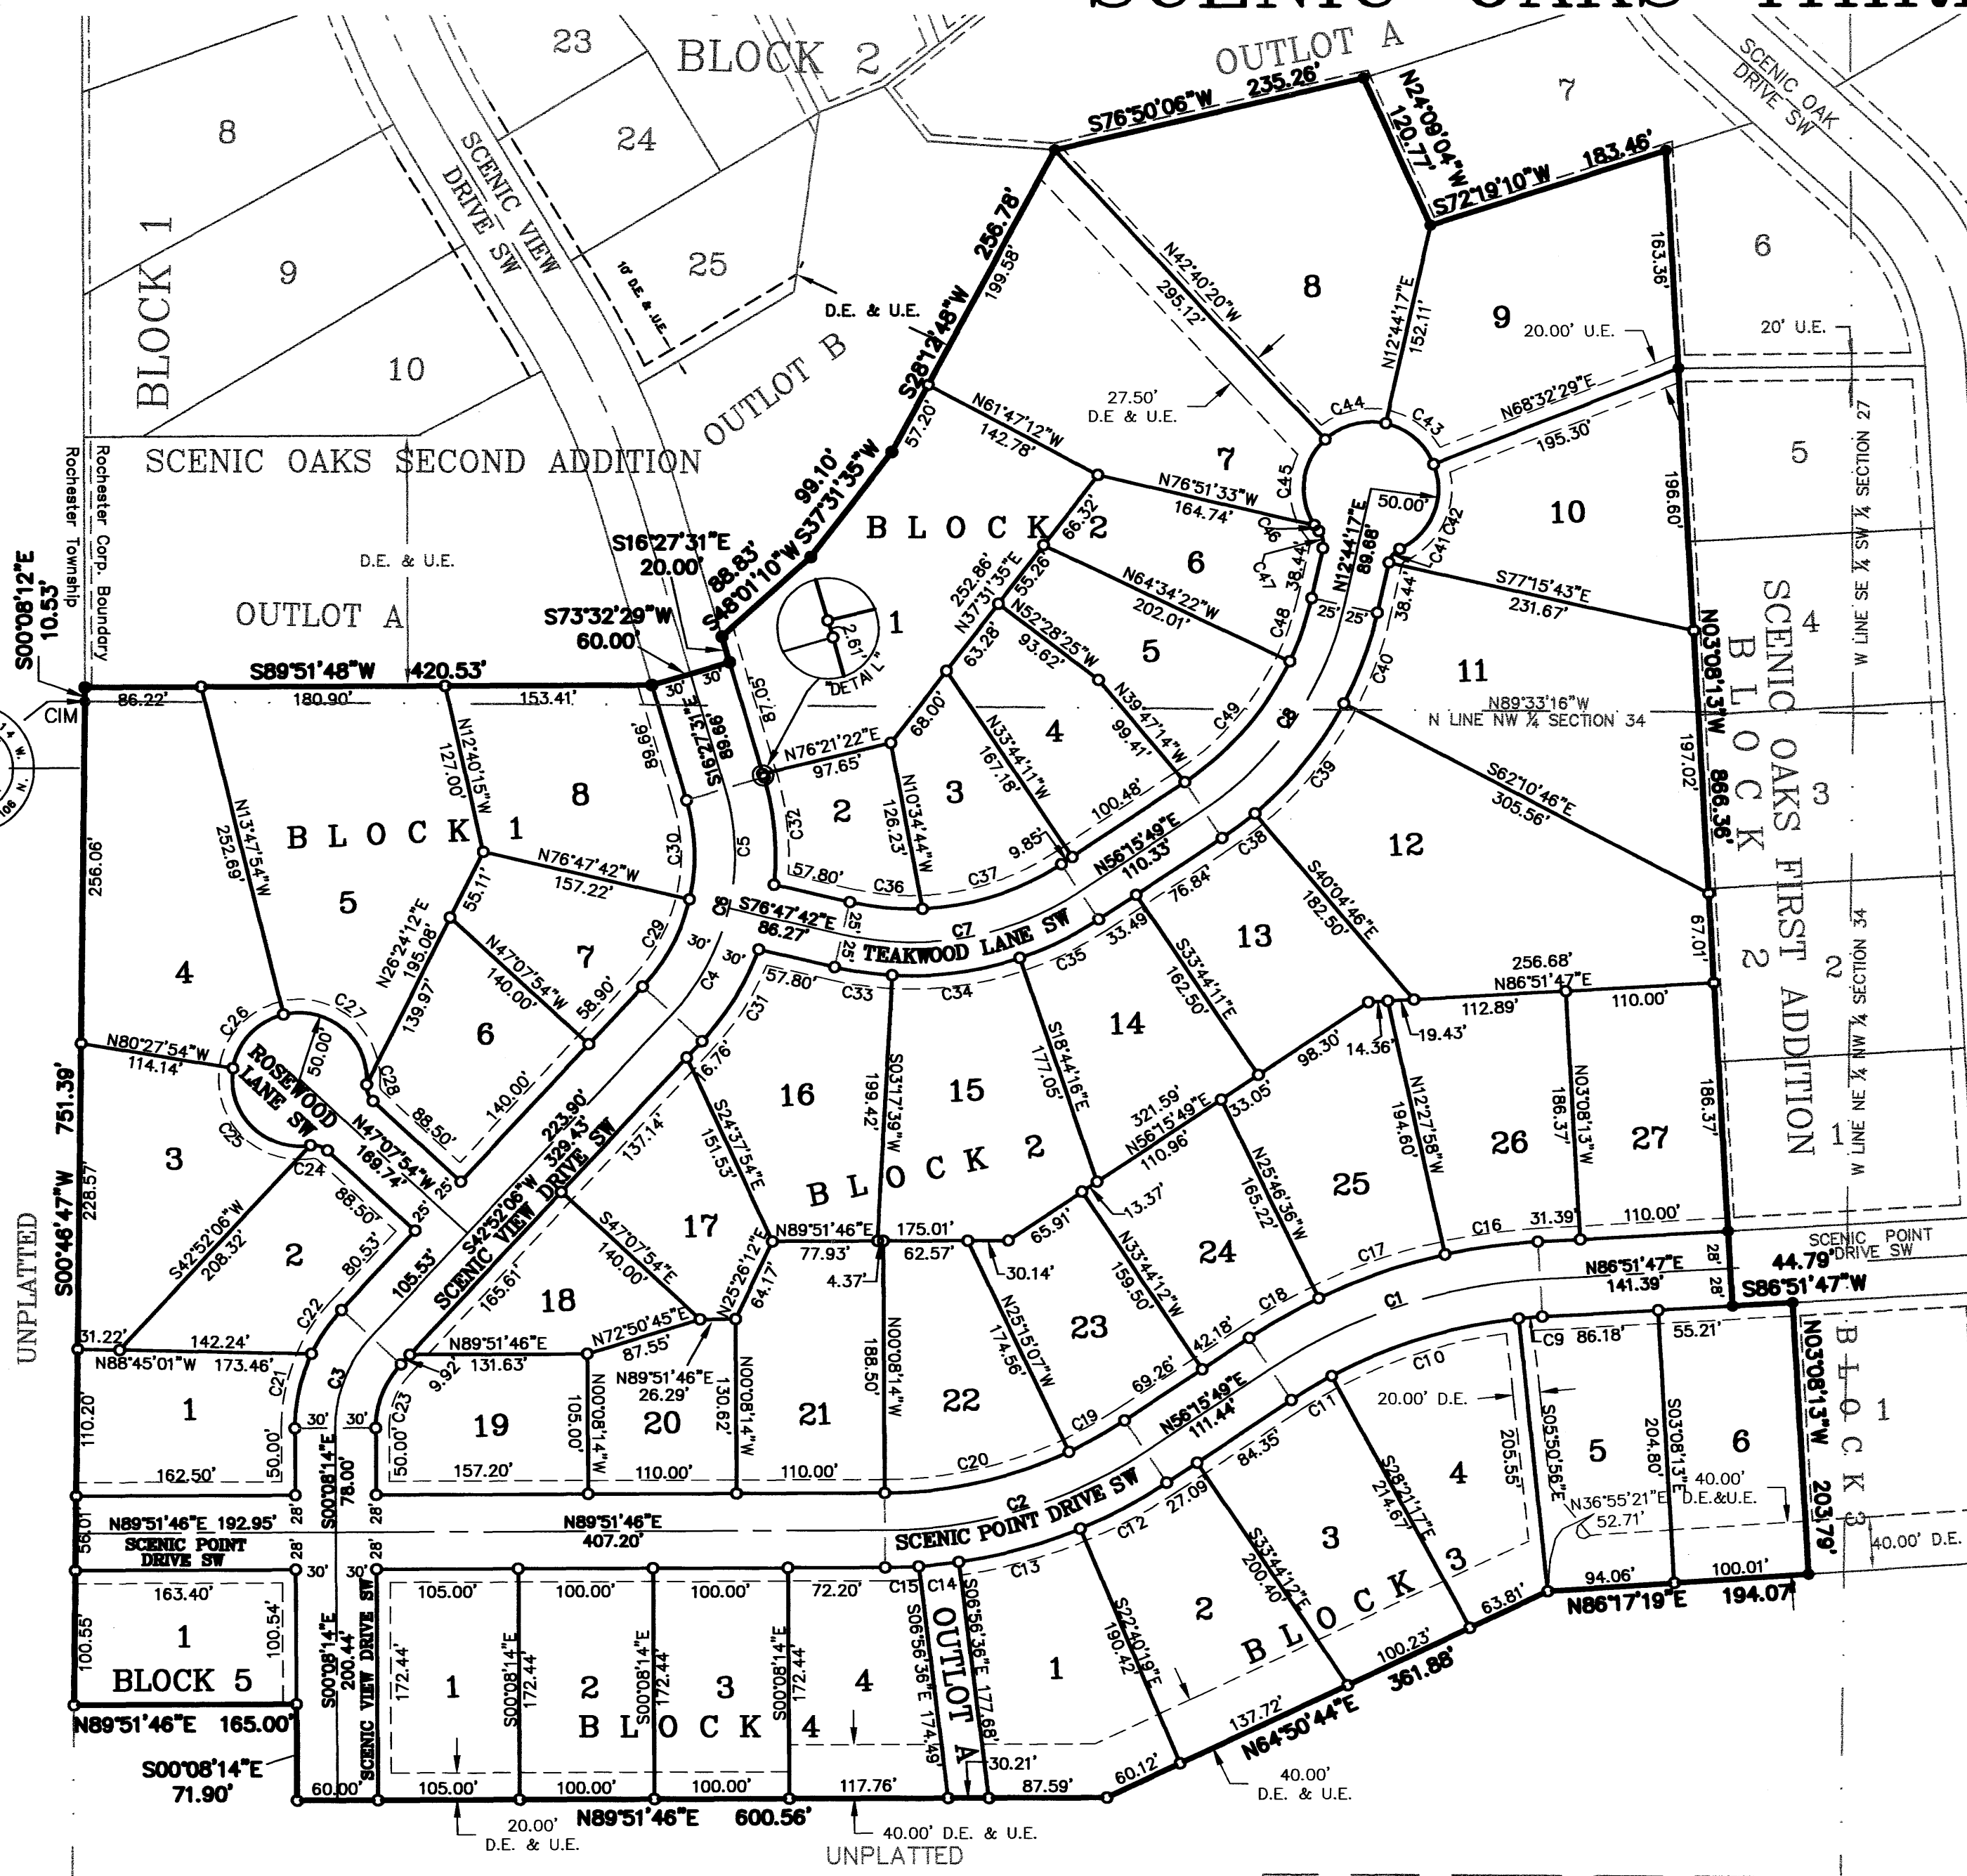 OUTLOT A
23
BLOCK 2
8
24
SCENIC VIEW
DRIVE SW
BLOCK 1
9
25
10' D.E. & U.E.
10
OUTLOT B
D.E. & U.E.
SCENIC OAK
DRIVE SW
7
6
S76°50'06"W 235.26'
N24°09'04"W
120.77'
S72°19'10"W 183.46'
163.36'
256.78'
199.58'
S28°12'48"W
57.20'
N42°40'20"W
295.12'
8
N12°44'17"E
152.11'
9
20.00' U.E.
20' U.E.
27.50'
D.E & U.E.
N68°32'29"E
195.30'
5
W LINE SE ¼ SW ¼ SECTION 27
Rochester Township
Rochester Corp. Boundary
SCENIC OAKS SECOND ADDITION
D.E. & U.E.
OUTLOT A
S00°08'12"E
10.53'
CIM
99.10'
S37°31'35"W
88.83'
S48°01'10"W
S16°27'31"E
20.00'
S73°32'29"W
60.00'
S89°51'48"W 420.53'
86.22'
180.90'
153.41'
30'
30'
BLOCK 2
1
2.61'
"DETAIL"
N61°47'12"W
142.78'
7
N76°51'33"W
164.74'
66.32'
252.86'
N37°31'35"E
55.26'
63.28'
68.00'
6
N64°34'22"W
202.01'
N52°28'25"W
93.62'
5
N39°47'14"W
99.41'
4
N33°44'11"W
167.18'
3
N10°34'44"W
126.23'
2
N76°21'22"E
97.65'
87.05'
89.66'
S16°27'31"E
89.66'
C44
C43
C45
C46
C47
50.00'
C42
C41
N12°44'17"E
89.68'
38.44'
38.44'
25'
25'
C48
C40
C49
C8
C39
10
S77°15'43"E
231.67'
196.60'
N03°08'13"W 866.36'
11
N89°33'16"W
N LINE NW ¼ SECTION 34
197.02'
S62°10'46"E
305.56'
12
67.01'
SCENIC OAKS FIRST ADDITION
BLOCK 2
4
3
2
1
W LINE NE ¼ NW ¼ SECTION 34
256.06'
N13°47'54"W
252.69'
N12°40'15"W
127.00'
8
BLOCK 1
N76°47'42"W
157.22'
C30
C5
C32
5
55.11'
N26°24'12"E
195.08'
139.97'
N47°07'54"W
140.00'
7
C29
58.90'
C6
30'
30'
C4
C31
57.80'
S76°47'42"E
86.27'
25'
25'
57.80'
C36
C37
9.85'
100.48'
N56°15'49"E
110.33'
C7
TEAKWOOD LANE SW
C33
C34
C35
33.49'
76.84'
C38
S40°04'46"E
182.50'
13
S33°44'11"E
162.50'
256.68'
N86°51'47"E
112.89'
110.00'
19.43'
14.36'
98.30'
4
C26
C27
N80°27'54"W
114.14'
ROSEWOOD
LANE SW
50.00'
C25
C28
C24
88.50'
88.50'
N47°07'54"W
169.74'
25'
25'
6
140.00'
16.76'
223.90'
S42°52'06"W 329.43'
SCENIC VIEW DRIVE SW
137.14'
165.61'
105.53'
S24°37'54"E
151.53'
16
S03°17'39"W
199.42'
15
14
S18°44'16"E
177.05'
321.59'
N56°15'49"E
110.96'
33.05'
BLOCK 2
13.37'
65.91'
30.14'
N89°51'46"E 175.01'
77.93'
4.37'
62.57'
N12°27'58"W
194.60'
N03°08'13"W
186.37'
186.37'
26
27
25
N25°46'36"W
165.22'
24
C17
C16
31.39'
110.00'
SCENIC POINT
DRIVE SW
28'
28'
N86°51'47"E
141.39'
44.79'
S86°51'47"W
UNPLATTED
S00°46'47"W 751.39'
228.57'
3
S42°52'06"W
208.32'
2
80.53'
C22
31.22'
142.24'
N88°45'01"W 173.46'
C21
C3
C23
9.92'
110.20'
1
50.00'
30'
30'
50.00'
S00°08'14"E
78.00'
162.50'
17
S47°07'54"E
140.00'
18
N25°26'12"E
64.17'
N72°50'45"E
87.55'
N89°51'46"E
131.63'
N89°51'46"E
26.29'
19
N00°08'14"W
105.00'
20
N00°08'14"W
130.62'
21
N00°08'14"W
188.50'
157.20'
110.00'
110.00'
22
N25°15'07"W
174.56'
23
N33°44'12"W
159.50'
C20
C19
69.26'
42.18'
C18
C1
N56°15'49"E
111.44'
C2
SCENIC POINT DRIVE SW
56.01'
N89°51'46"E 192.95'
SCENIC POINT
DRIVE SW
28'
28'
28'
28'
30'
30'
N89°51'46"E
407.20'
163.40'
100.55'
1
100.54'
BLOCK 5
N89°51'46"E 165.00'
S00°08'14"E
71.90'
S00°08'14"E
200.44'
SCENIC VIEW DRIVE SW
60.00'
105.00'
100.00'
100.00'
72.20'
C15
C14
C13
C12
27.09'
84.35'
C11
C10
C9
86.18'
55.21'
172.44'
1
S00°08'14"E
172.44'
2
S00°08'14"E
172.44'
3
S00°08'14"E
172.44'
4
BLOCK 4
S06°56'36"E 174.49'
OUTLOT A
S06°56'36"E 177.68'
30.21'
1
S22°40'19"E
190.42'
2
S33°44'12"E
200.40'
3
S28°21'17"E
214.67'
4
20.00' D.E.
205.55'
S05°50'56"E
5
S03°08'13"E
204.80'
6
40.00'
D.E.&U.E.
N36°55'21"E
52.71'
N03°08'13"W 203.79'
BLOCK 3
1
40.00' D.E.
BLOCK 3
94.06'
100.01'
N86°17'19"E 194.07'
63.81'
100.23'
361.88'
137.72'
N64°50'44"E
60.12'
40.00'
D.E. & U.E.
105.00'
100.00'
100.00'
117.76'
87.59'
N89°51'46"E 600.56'
20.00'
D.E. & U.E.
40.00' D.E. & U.E.
UNPLATTED